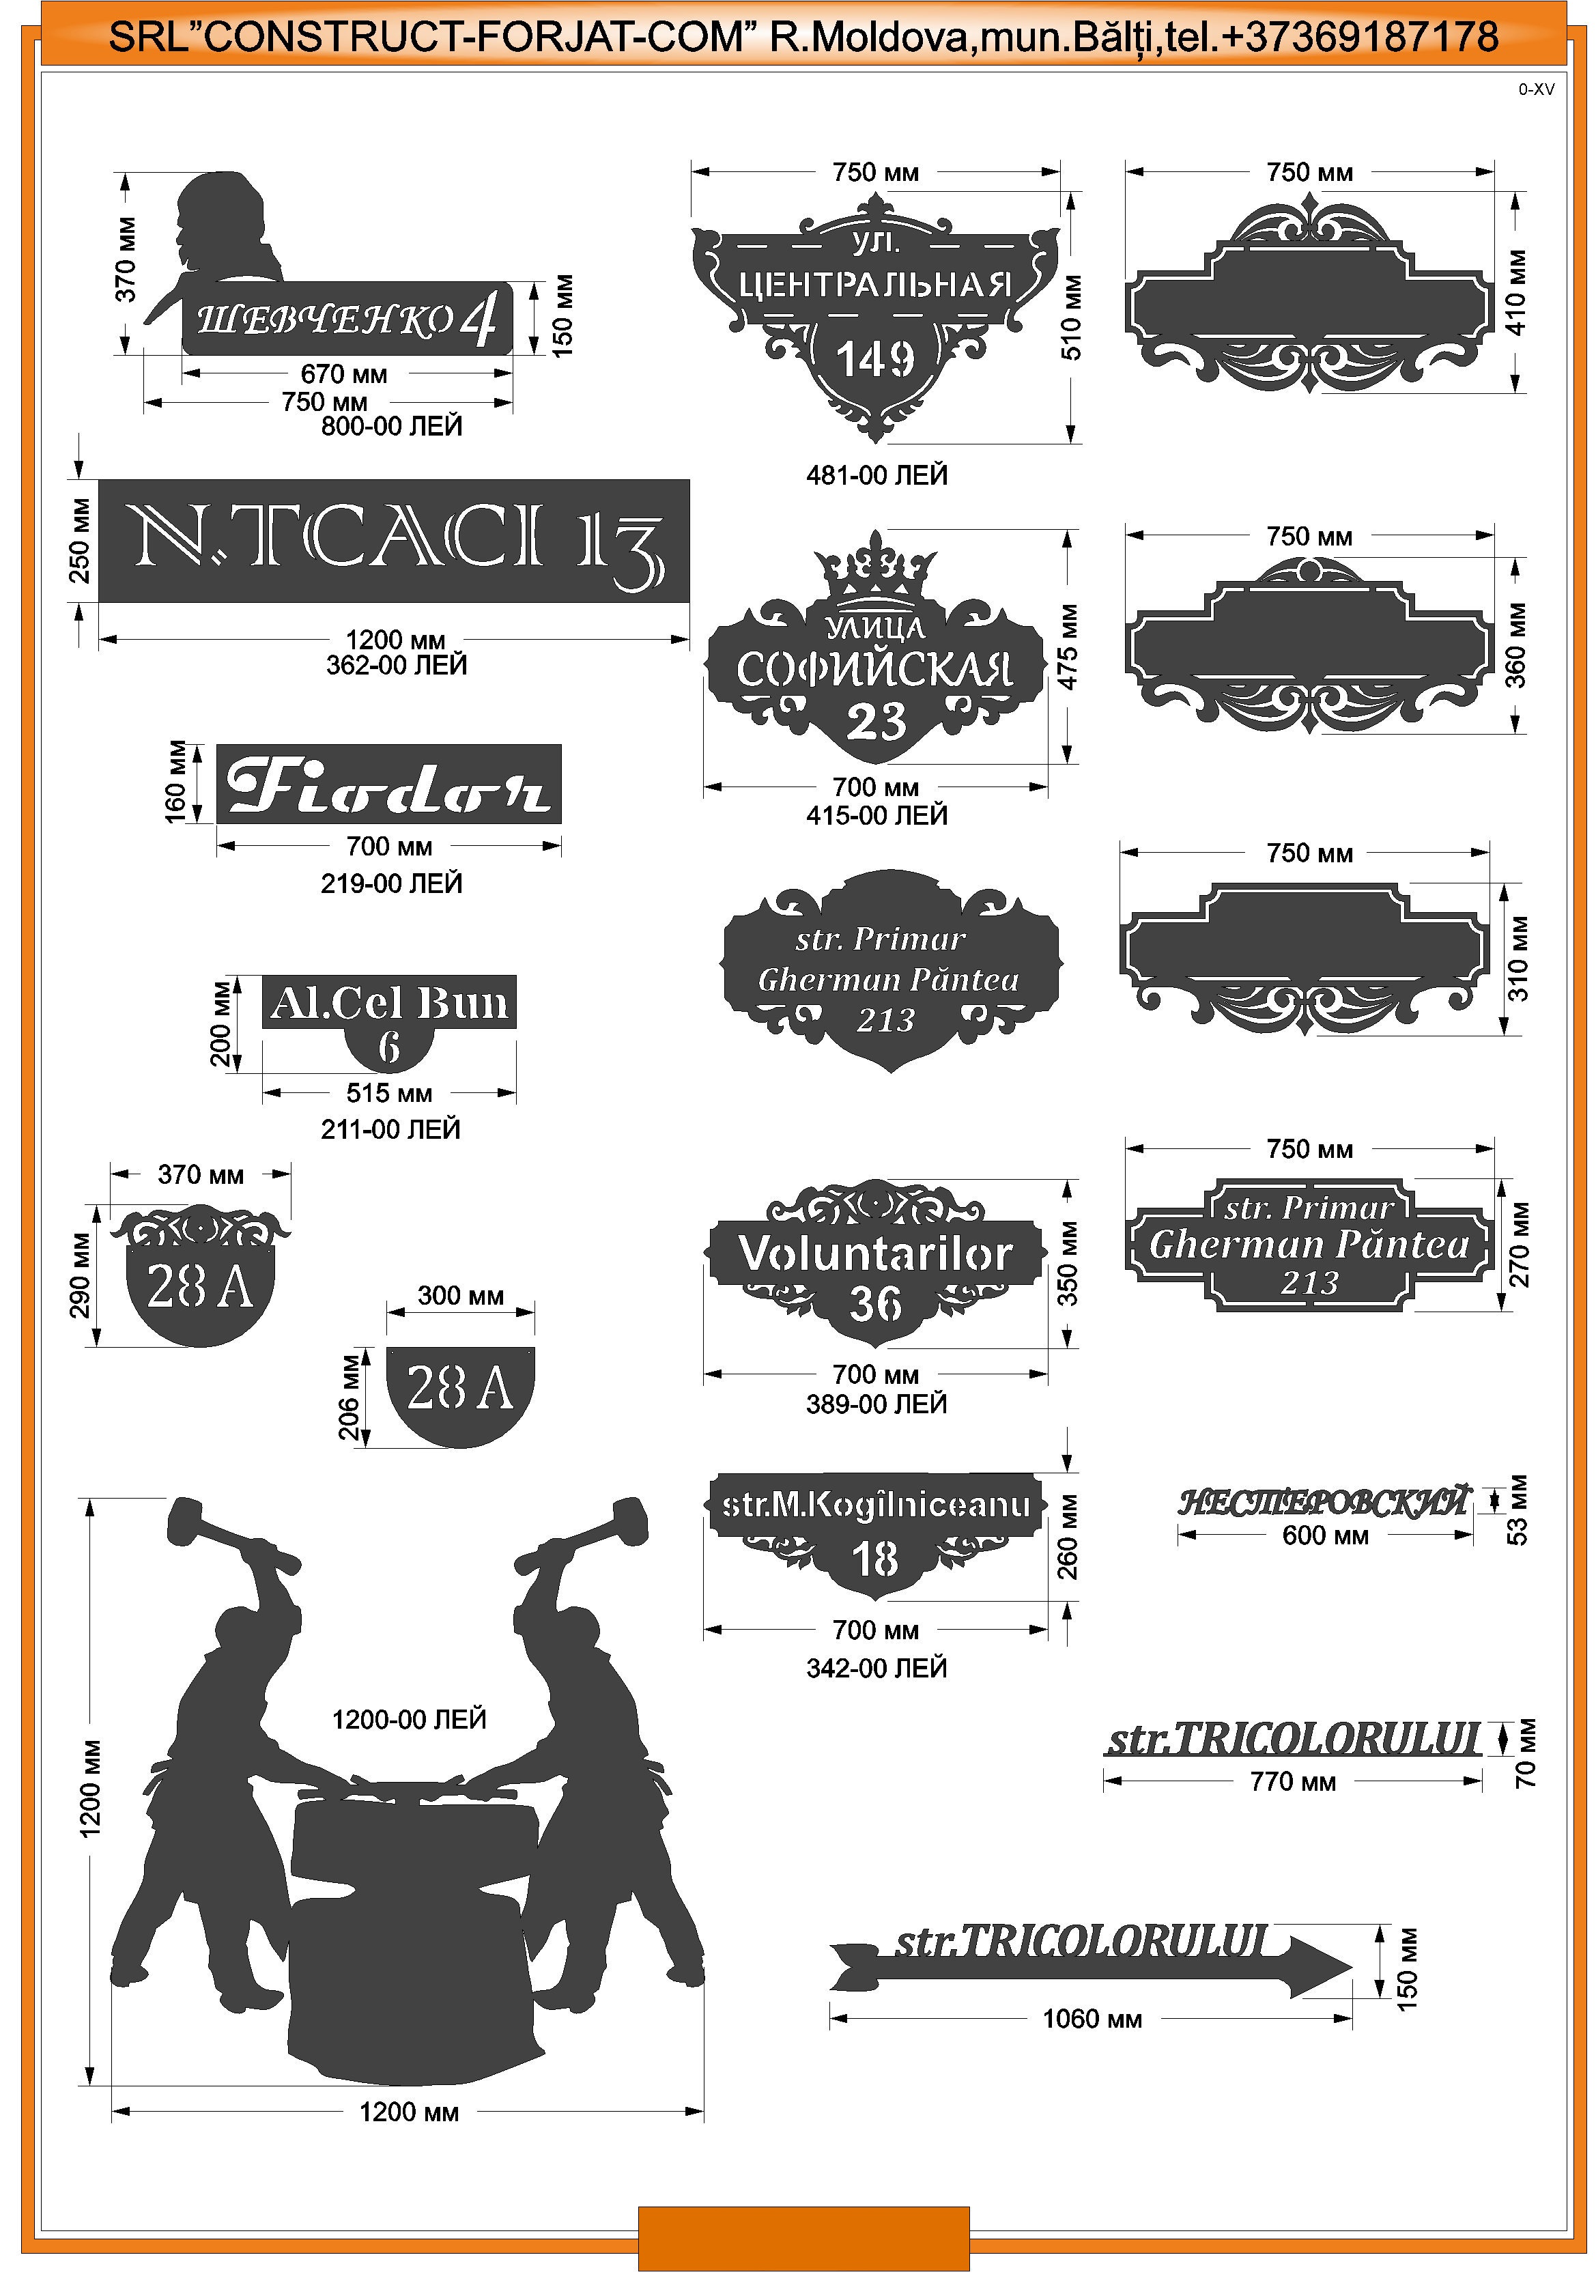 SRL”CONSTRUCT-FORJAT-COM” R.Moldova,mun.Bălți,tel.+37369187178
0-XV
370 мм
ШЕВЧЕНКО 4
150 мм
670 мм
750 мм
800-00 ЛЕЙ
250 мм
N.TCACI 13
1200 мм
362-00 ЛЕЙ
160 мм
Fiodor
700 мм
219-00 ЛЕЙ
200 мм
Al.Cel Bun
6
515 мм
211-00 ЛЕЙ
370 мм
290 мм
28 A
300 мм
206 мм
28 A
1200-00 ЛЕЙ
1200 мм
1200 мм
750 мм
УЛ.
ЦЕНТРАЛЬНАЯ
149
510 мм
481-00 ЛЕЙ
УЛИЦА
СОФИЙСКАЯ
23
475 мм
700 мм
415-00 ЛЕЙ
str. Primar
Gherman Păntea
213
Voluntarilor
36
350 мм
700 мм
389-00 ЛЕЙ
str.M.Kogîlniceanu
18
260 мм
700 мм
342-00 ЛЕЙ
750 мм
410 мм
750 мм
360 мм
750 мм
310 мм
750 мм
str. Primar
Gherman Păntea
213
270 мм
НЕСТЕРОВСКИЙ
53 мм
600 мм
str.TRICOLORULUI
70 мм
770 мм
str.TRICOLORULUI
150 мм
1060 мм